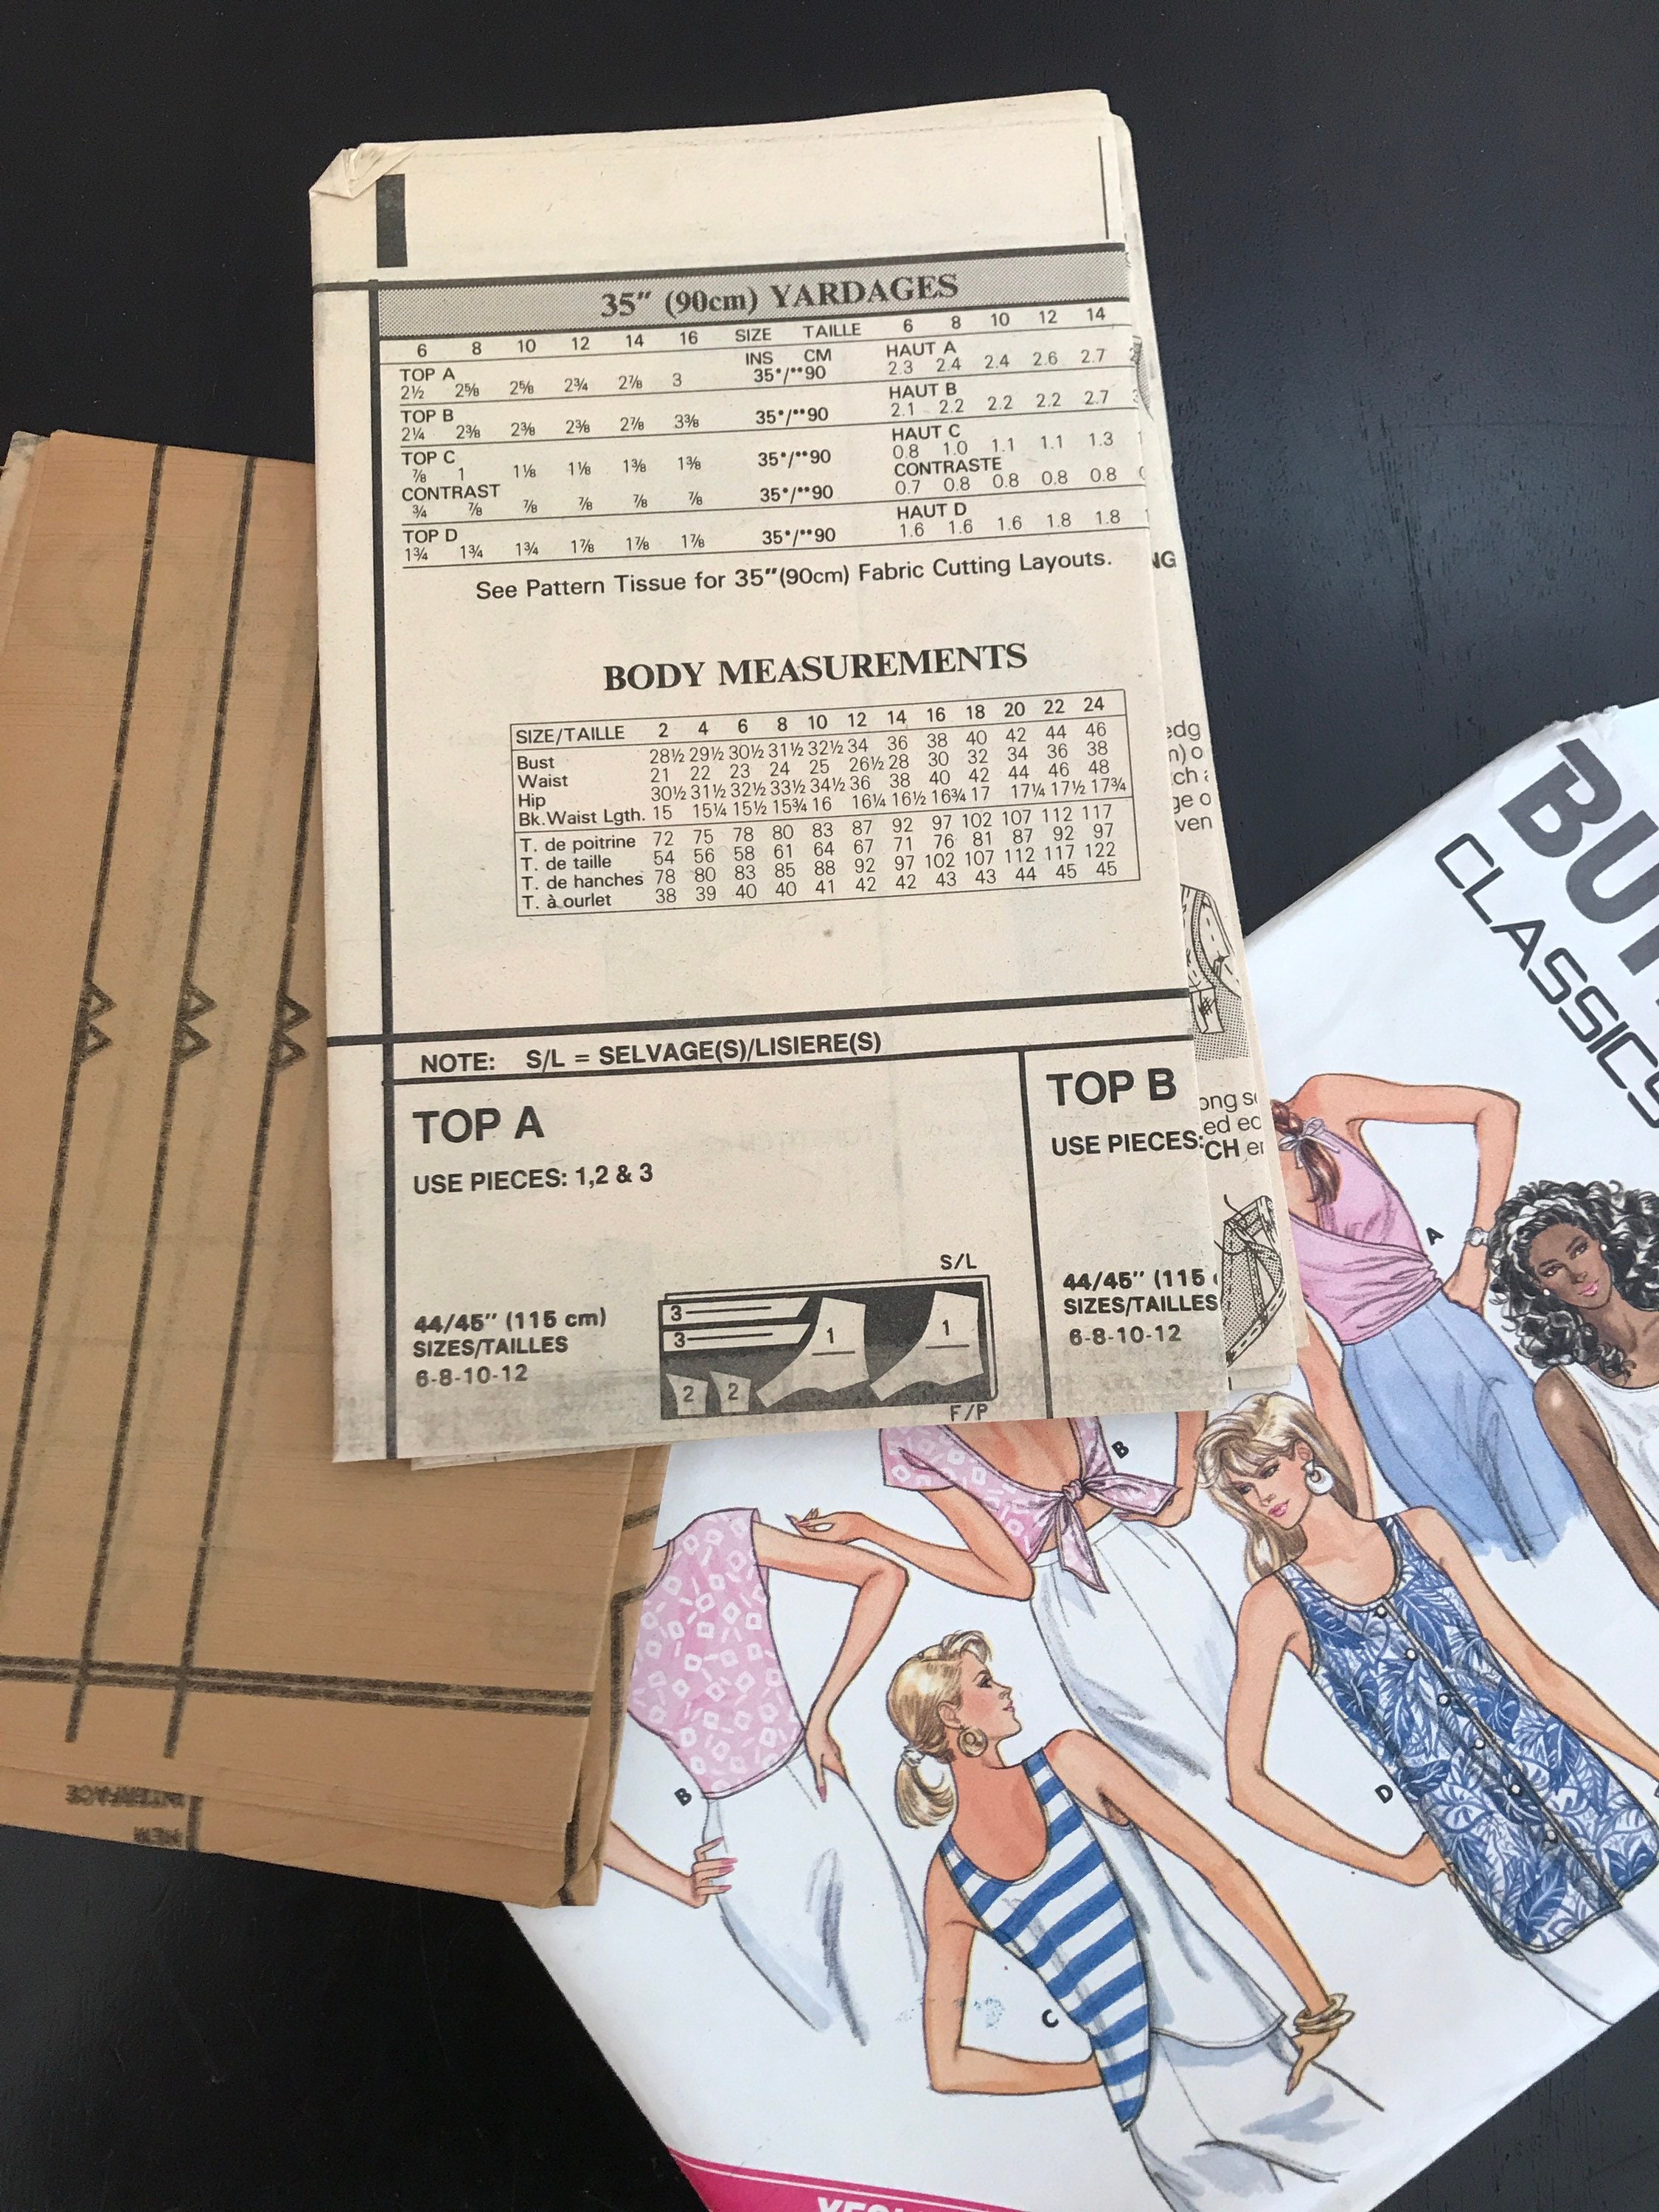 35" (90cm) YARDAGES
6 8 10 12 14 16 SIZE TAILLE 6 8 10 12 14
INS CM
TOP A HAUT A
2½ 2⅝ 2⅝ 2¾ 2⅞ 3 35*/**90 2.3 2.4 2.4 2.6 2.7
TOP B HAUT B
2¼ 2⅜ 2⅜ 2⅜ 2⅞ 3⅜ 35*/**90 2.1 2.2 2.2 2.2 2.7
TOP C HAUT C
⅞ 1 1⅛ 1⅛ 1⅜ 1⅜ 35*/**90 0.8 1.0 1.1 1.1 1.3
CONTRAST CONTRASTE
¾ ⅞ ⅞ ⅞ ⅞ ⅞ 35*/**90 0.7 0.8 0.8 0.8 0.8
TOP D HAUT D
1¾ 1¾ 1¾ 1⅞ 1⅞ 1⅞ 35*/**90 1.6 1.6 1.6 1.8 1.8
See Pattern Tissue for 35"(90cm) Fabric Cutting Layouts.
BODY MEASUREMENTS
SIZE/TAILLE 2 4 6 8 10 12 14 16 18 20 22 24
Bust 28½ 29½ 30½ 31½ 32½ 34 36 38 40 42 44 46
Waist 21 22 23 24 25 26½ 28 30 32 34 36 38
Hip 30½ 31½ 32½ 33½ 34½ 36 38 40 42 44 46 48
Bk.Waist Lgth. 15 15¼ 15½ 15¾ 16 16¼ 16½ 16¾ 17 17¼ 17½ 17¾
T. de poitrine 72 75 78 80 83 87 92 97 102 107 112 117
T. de taille 54 56 58 61 64 67 71 76 81 87 92 97
T. de hanches 78 80 83 85 88 92 97 102 107 112 117 122
T. à ourlet 38 39 40 40 41 42 42 43 43 44 45 45
NOTE: S/L = SELVAGE(S)/LISIERE(S)
TOP A
USE PIECES: 1,2 & 3
44/45" (115 cm)
SIZES/TAILLES
6-8-10-12
S/L
3
3
1
1
2
2
F/P
TOP B
USE PIECES:
44/45" (115
SIZES/TAILLES
6-8-10-12
NG
edg
n) o
ch
ge o
ven
ong
ed
CH
BU
CLASSICS
A
B
B
C
D
INTERFACE